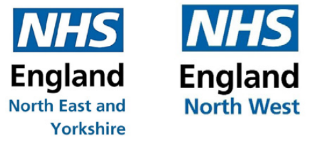 NHS
England
North East and
Yorkshire
NHS
England
North West